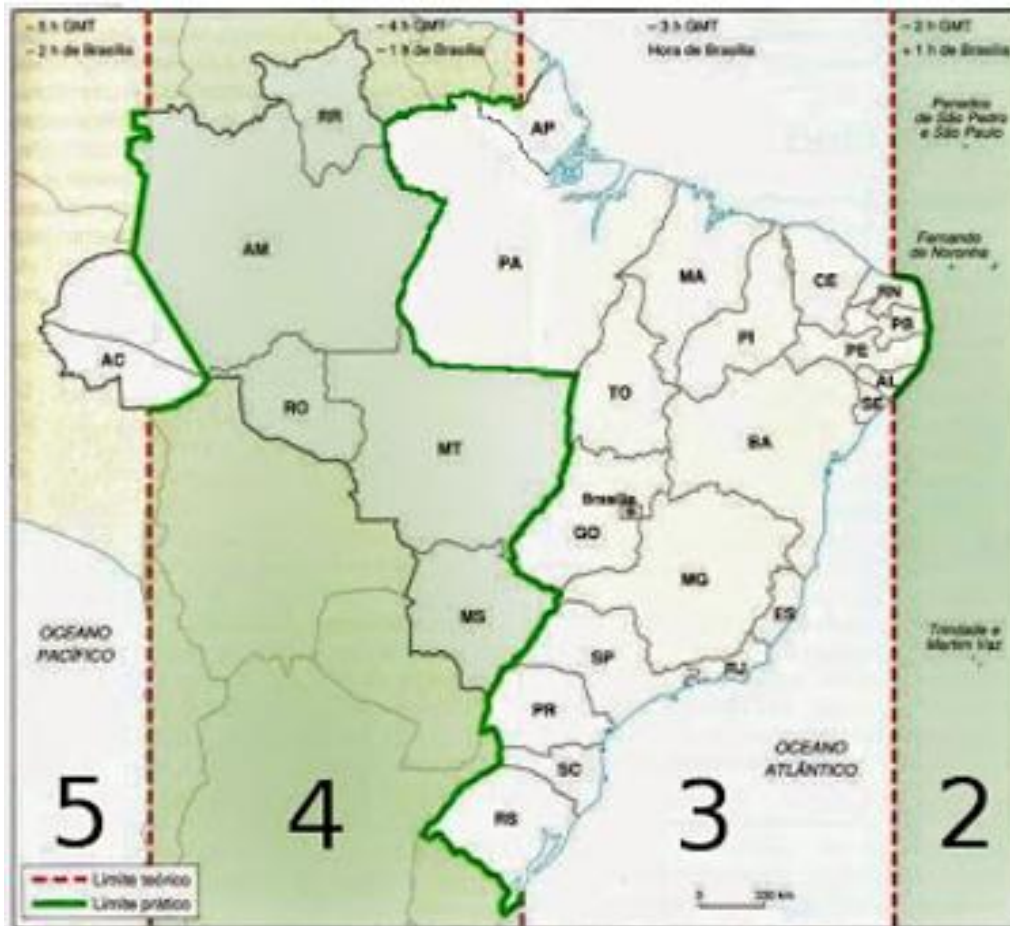 – 5 h GMT
– 2 h de Brasília
– 4 h GMT
– 1 h de Brasília
– 3 h GMT
Hora de Brasília
– 2 h GMT
+ 1 h de Brasília
Penedos
de São Pedro
e São Paulo
Fernando
de Noronha
Trindade e
Martim Vaz
RR
AP
AM
PA
MA
CE
RN
PB
PI
PE
AC
AL
SE
TO
RO
BA
MT
Brasília
GO
MG
MS
ES
SP
RJ
PR
SC
RS
OCEANO
PACÍFICO
OCEANO
ATLÂNTICO
5
4
3
2
Limite teórico
Limite prático
0
330 km